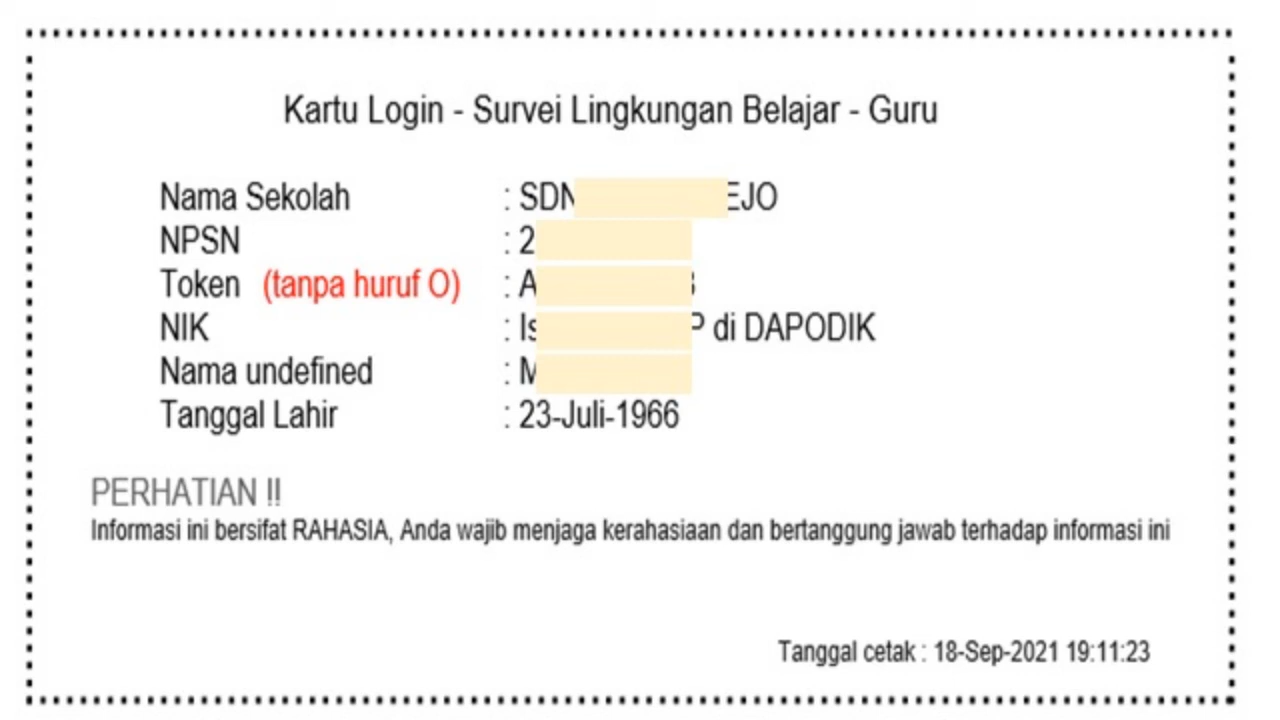 Kartu Login - Survei Lingkungan Belajar - Guru
Nama Sekolah : SDN EJO
NPSN : 2
Token (tanpa huruf O) : A
NIK : Is P di DAPODIK
Nama undefined : M
Tanggal Lahir : 23-Juli-1966
PERHATIAN !!
Informasi ini bersifat RAHASIA, Anda wajib menjaga kerahasiaan dan bertanggung jawab terhadap informasi ini
Tanggal cetak : 18-Sep-2021 19:11:23